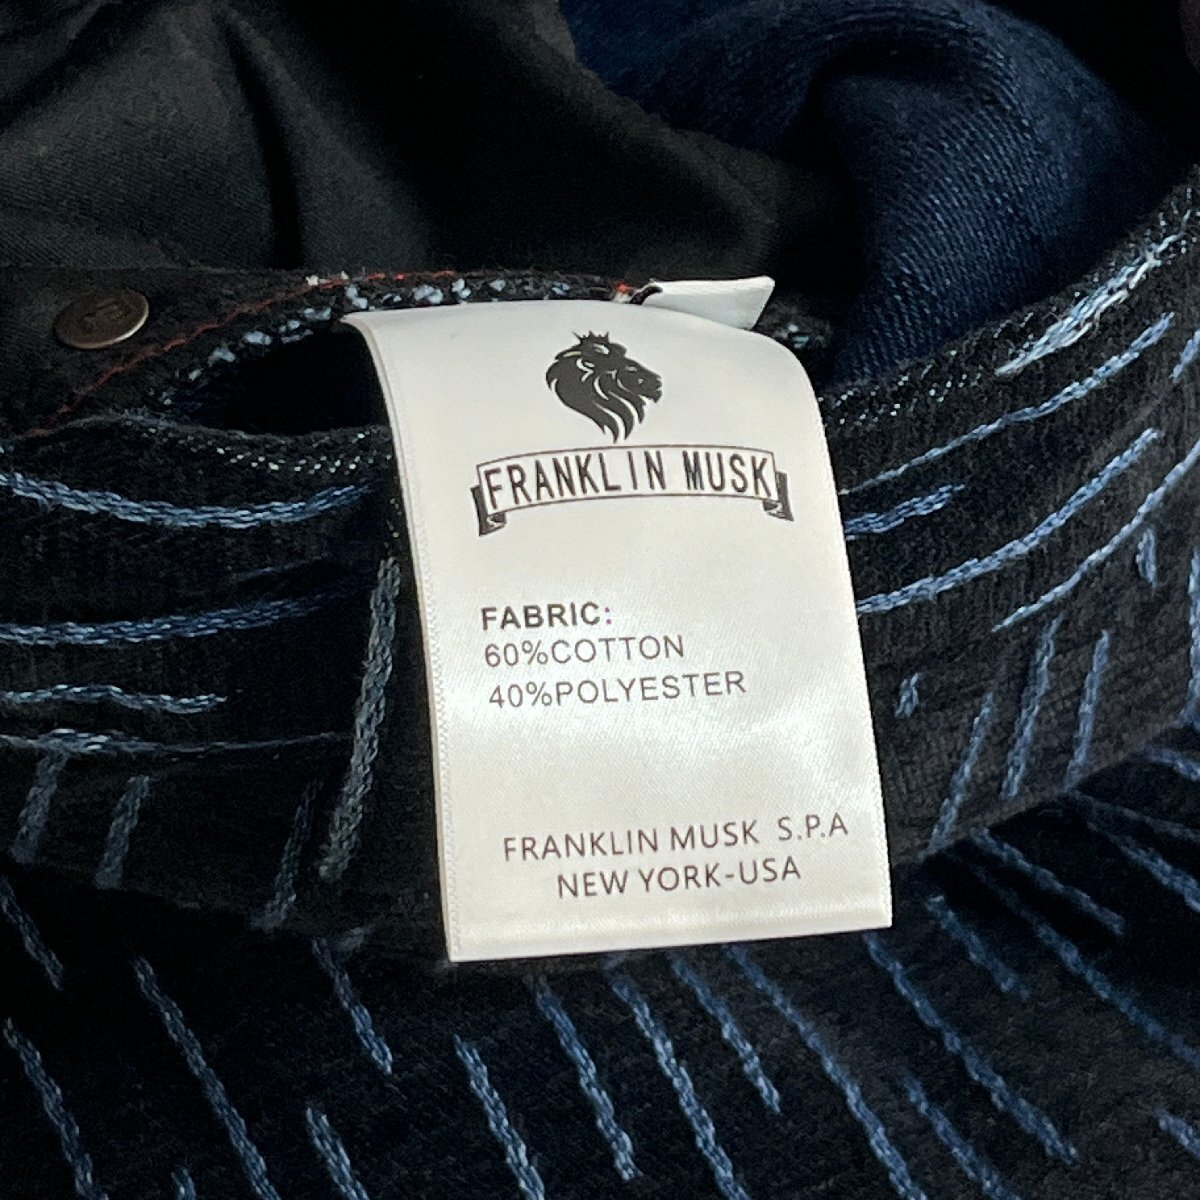 FRANKLIN MUSK
FABRIC:
60%COTTON
40%POLYESTER
FRANKLIN MUSK S.P.A
NEW YORK-USA